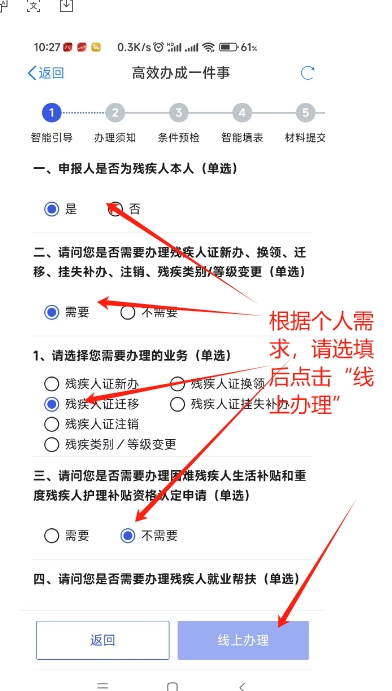 文
10:27
0.3K/s
61%
返回
高效办成一件事
1
2
3
4
5
智能引导
办理须知
条件预检
智能填表
材料提交
一、申报人是否为残疾人本人（单选）
是
否
二、请问您是否需要办理残疾人证新办、换领、迁
移、挂失补办、注销、残疾类别/等级变更（单选）
需要
不需要
根据个人需
求，请选填
后点击“线
上办理”
1、请选择您需要办理的业务（单选）
残疾人证新办
残疾人证换领
残疾人证迁移
残疾人证挂失补办
残疾人证注销
残疾类别／等级变更
三、请问您是否需要办理困难残疾人生活补贴和重
度残疾人护理补贴资格认定申请（单选）
需要
不需要
四、请问您是否需要办理残疾人就业帮扶（单选）
返回
线上办理